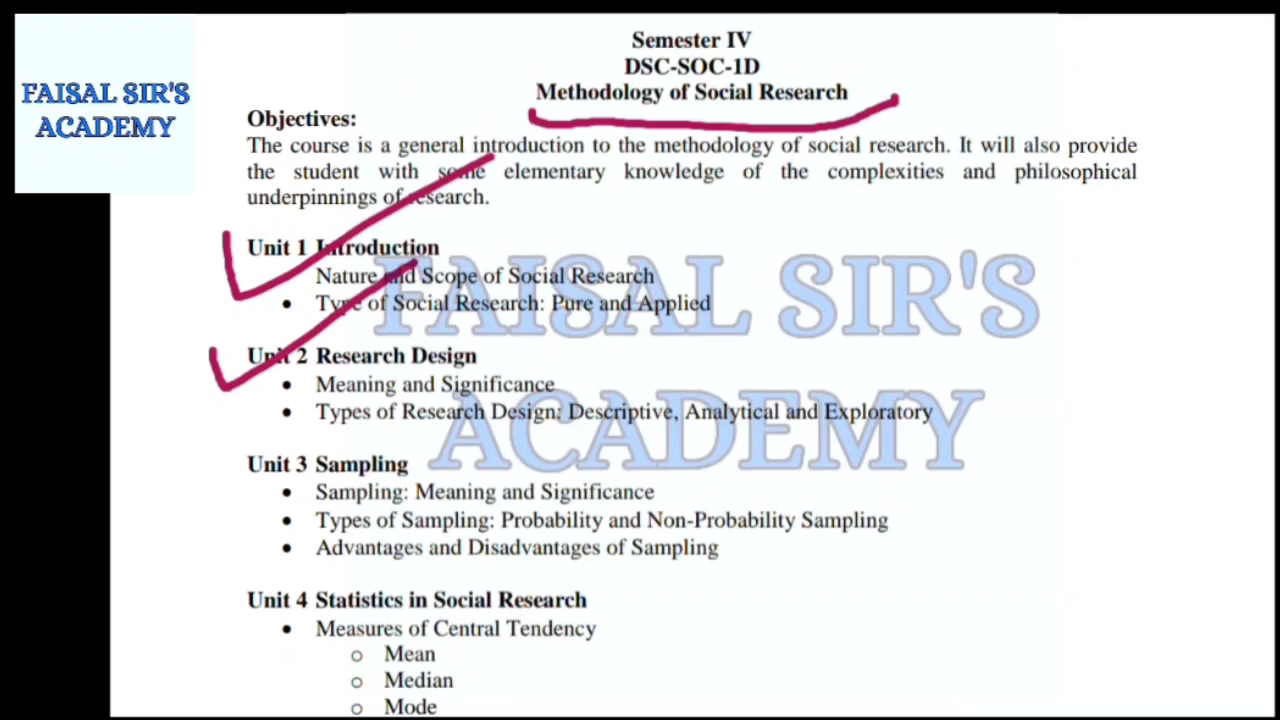 FAISAL SIR'S
ACADEMY
Semester IV
DSC-SOC-1D
Methodology of Social Research
Objectives:
The course is a general introduction to the methodology of social research. It will also provide
the student with some elementary knowledge of the complexities and philosophical
underpinnings of research.
Unit 1 Introduction
Nature and Scope of Social Research
• Type of Social Research: Pure and Applied
Unit 2 Research Design
• Meaning and Significance
• Types of Research Design: Descriptive, Analytical and Exploratory
Unit 3 Sampling
• Sampling: Meaning and Significance
• Types of Sampling: Probability and Non-Probability Sampling
• Advantages and Disadvantages of Sampling
Unit 4 Statistics in Social Research
• Measures of Central Tendency
o Mean
o Median
o Mode
FAISAL SIR'S
ACADEMY